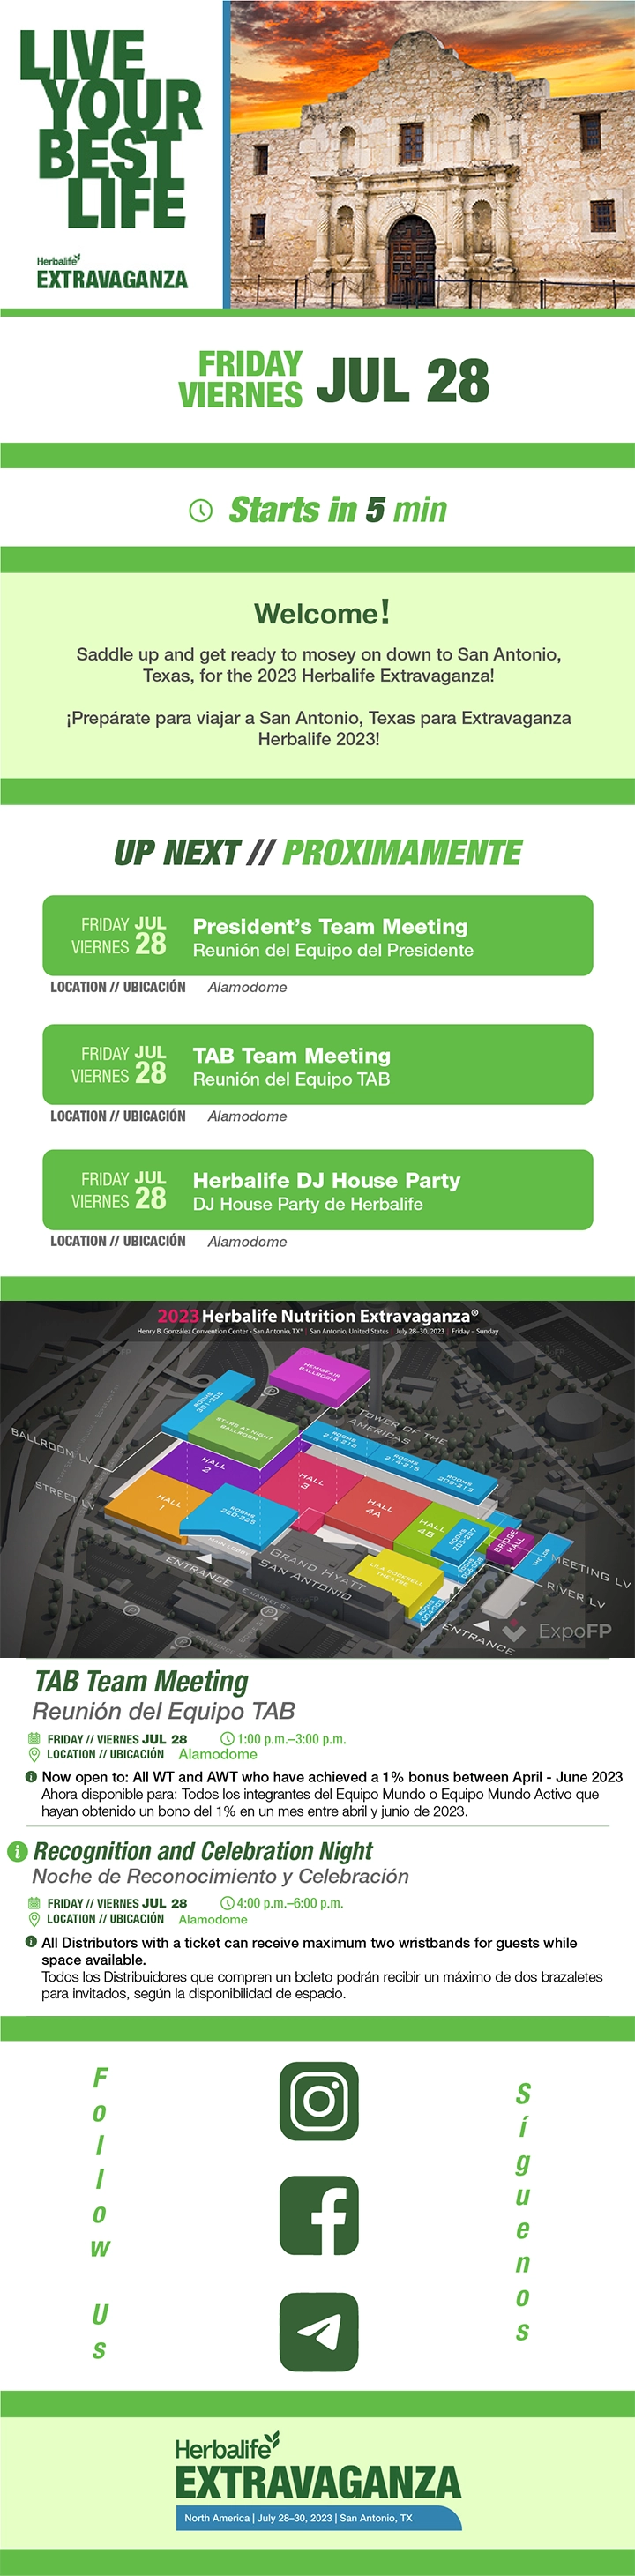 LIVE
YOUR
BEST
LIFE
Herbalife
EXTRAVAGANZA
FRIDAY
VIERNES
JUL 28
Starts in 5 min
Welcome!
Saddle up and get ready to mosey on down to San Antonio,
Texas, for the 2023 Herbalife Extravaganza!
¡Prepárate para viajar a San Antonio, Texas para Extravaganza
Herbalife 2023!
UP NEXT // PROXIMAMENTE
FRIDAY JUL
VIERNES 28
President's Team Meeting
Reunión del Equipo del Presidente
LOCATION // UBICACIÓN Alamodome
FRIDAY JUL
VIERNES 28
TAB Team Meeting
Reunión del Equipo TAB
LOCATION // UBICACIÓN Alamodome
FRIDAY JUL
VIERNES 28
Herbalife DJ House Party
DJ House Party de Herbalife
LOCATION // UBICACIÓN Alamodome
2023 Herbalife Nutrition Extravaganza®
Henry B. González Convention Center - San Antonio, TX* | San Antonio, United States | July 28-30, 2023 | Friday - Sunday
HEMISFAIR
BALLROOM
ROOMS
301-305
STARS AT NIGHT
BALLROOM
TOWER OF THE
AMERICAS
ROOMS
216-218
ROOMS
214-215
ROOMS
209-213
BALLROOM LV
STREET LV
HALL
2
HALL
3
HALL
1
ROOMS
220-225
HALL
4A
HALL
4B
ROOMS
205-207
BRIDGE
HALL
MEETING LV
RIVER LV
MAIN LOBBY
ENTRANCE
GRAND HYATT
SAN ANTONIO
LILA COCKRELL
THEATRE
E MARKET ST
ENTRANCE
ExpoFP
TAB Team Meeting
Reunión del Equipo TAB
FRIDAY // VIERNES JUL 28 1:00 p.m.–3:00 p.m.
LOCATION // UBICACIÓN Alamodome
Now open to: All WT and AWT who have achieved a 1% bonus between April - June 2023
Ahora disponible para: Todos los integrantes del Equipo Mundo o Equipo Mundo Activo que
hayan obtenido un bono del 1% en un mes entre abril y junio de 2023.
Recognition and Celebration Night
Noche de Reconocimiento y Celebración
FRIDAY // VIERNES JUL 28 4:00 p.m.–6:00 p.m.
LOCATION // UBICACIÓN Alamodome
All Distributors with a ticket can receive maximum two wristbands for guests while
space available.
Todos los Distribuidores que compren un boleto podrán recibir un máximo de dos brazaletes
para invitados, según la disponibilidad de espacio.
Follow Us
Síguenos
Herbalife
EXTRAVAGANZA
North America | July 28–30, 2023 | San Antonio, TX